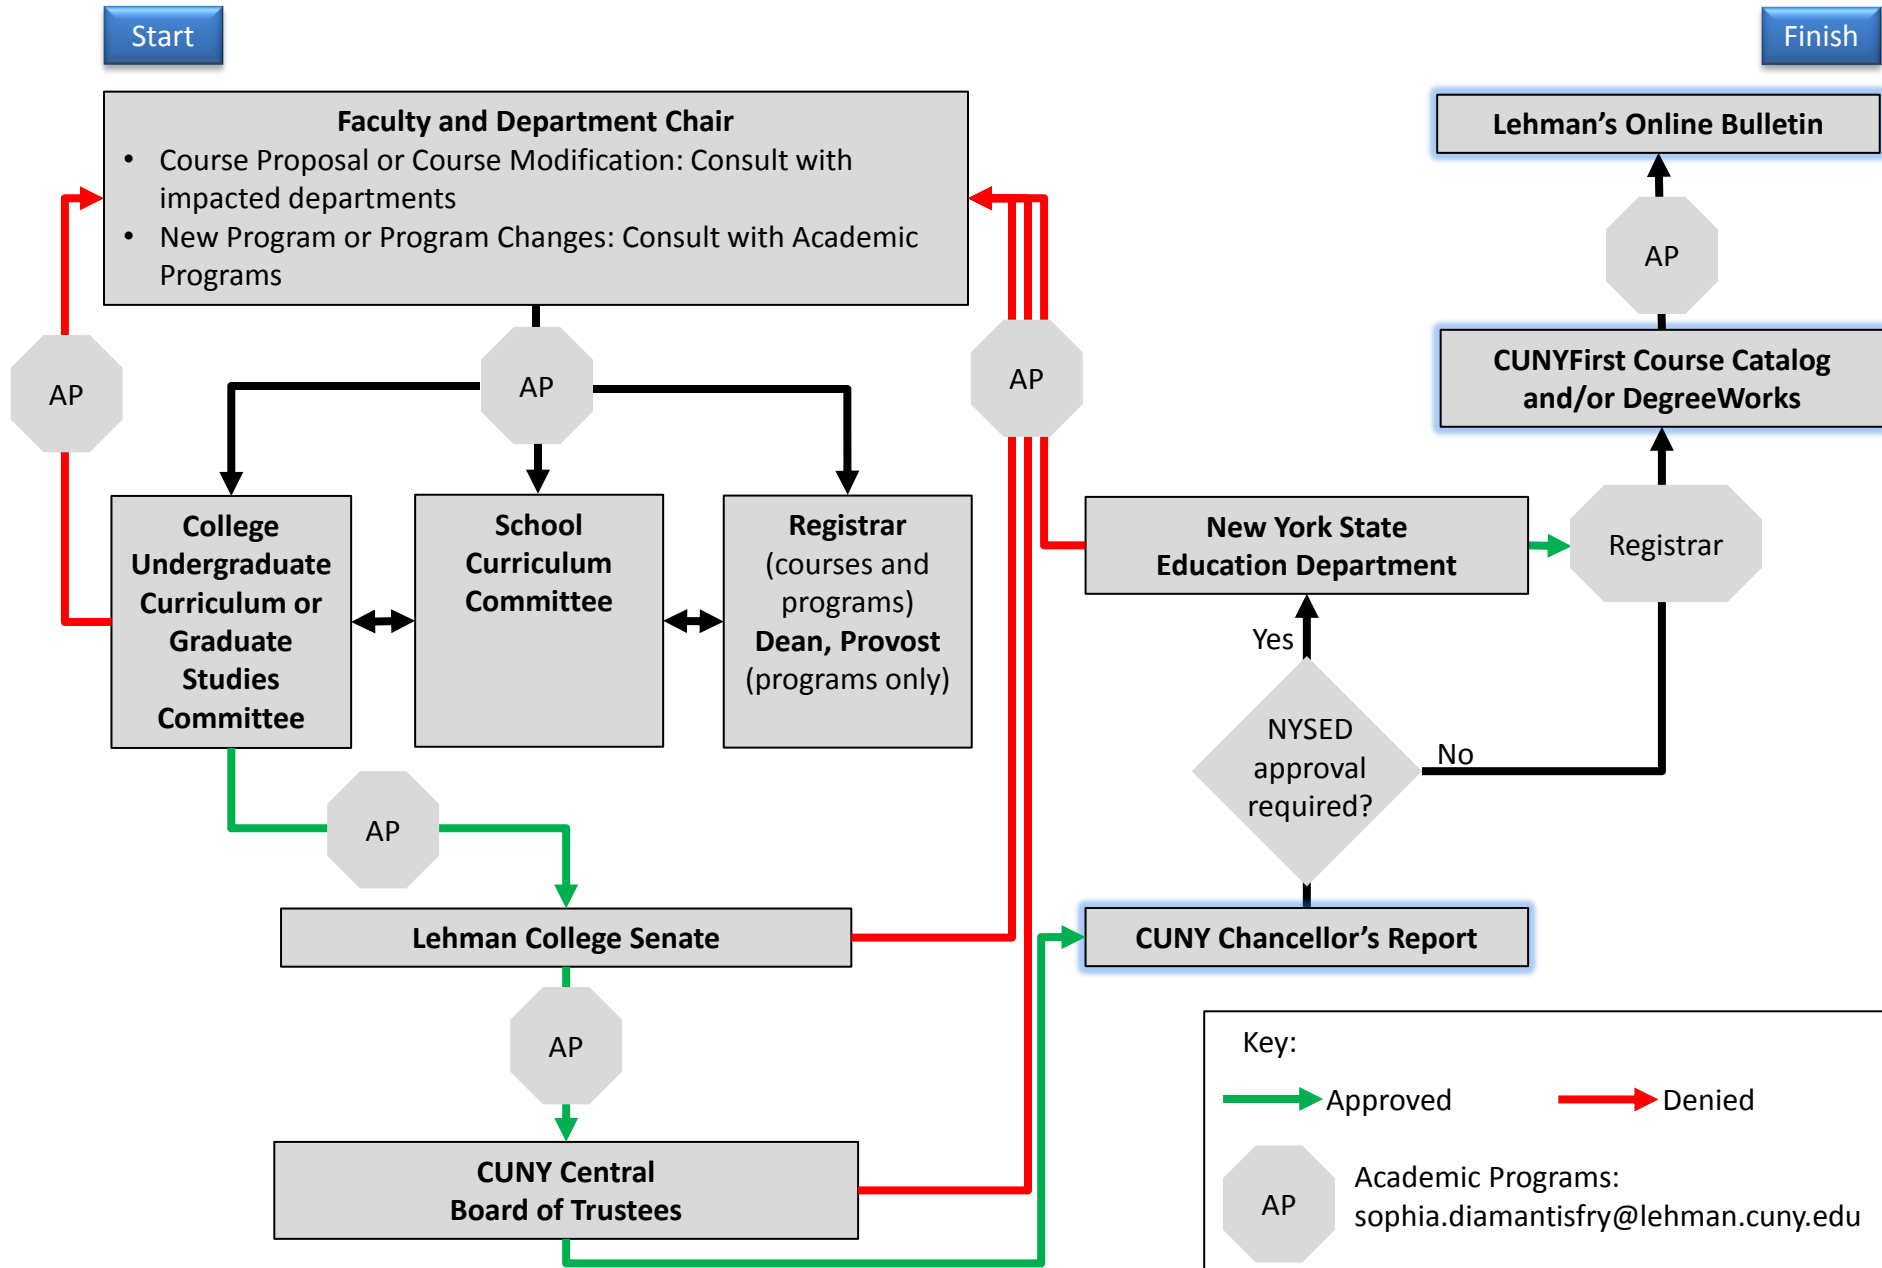 Start
Finish
Faculty and Department Chair
• Course Proposal or Course Modification: Consult with
impacted departments
• New Program or Program Changes: Consult with Academic
Programs
Lehman's Online Bulletin
AP
CUNYFirst Course Catalog
and/or DegreeWorks
AP
AP
AP
College
Undergraduate
Curriculum or
Graduate
Studies
Committee
School
Curriculum
Committee
Registrar
(courses and
programs)
Dean, Provost
(programs only)
New York State
Education Department
Registrar
Yes
NYSED
approval
required?
No
AP
Lehman College Senate
CUNY Chancellor's Report
AP
CUNY Central
Board of Trustees
Key:
Approved
Denied
AP
Academic Programs:
sophia.diamantisfry@lehman.cuny.edu